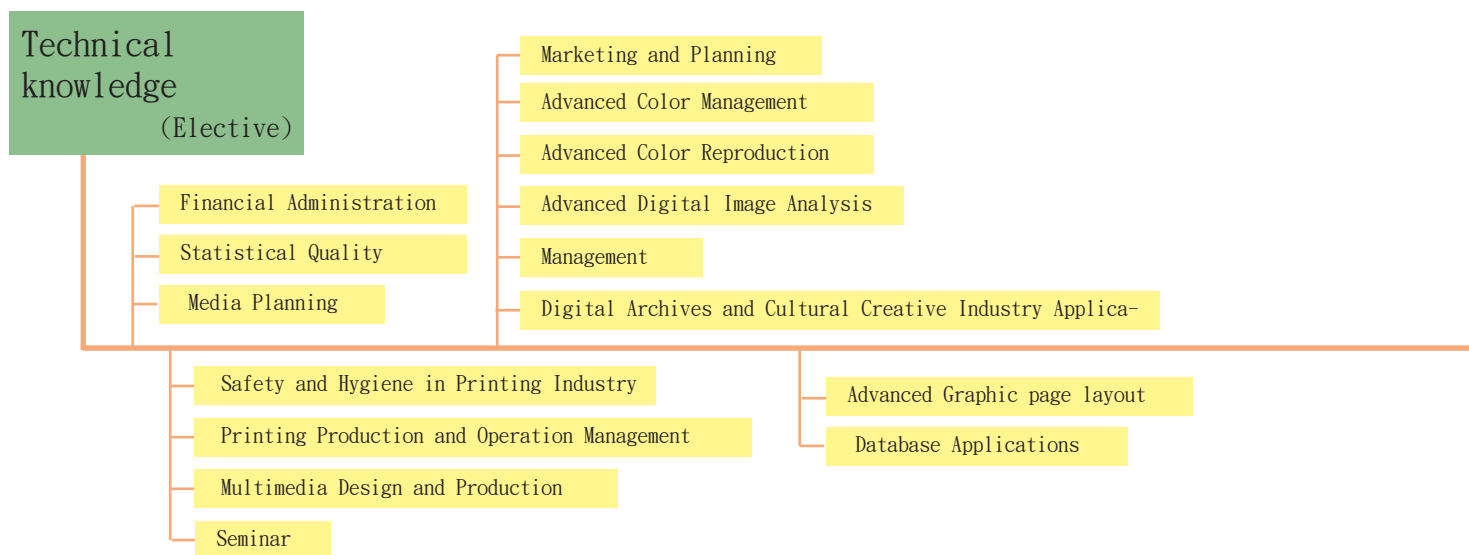 Technical
knowledge
(Elective)
Financial Administration
Statistical Quality
Media Planning
Marketing and Planning
Advanced Color Management
Advanced Color Reproduction
Advanced Digital Image Analysis
Management
Digital Archives and Cultural Creative Industry Applica-
Safety and Hygiene in Printing Industry
Printing Production and Operation Management
Multimedia Design and Production
Seminar
Advanced Graphic page layout
Database Applications